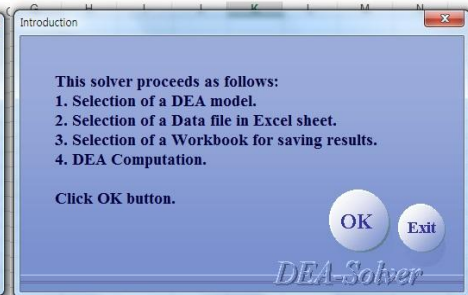 G H I J K L M N
Introduction
This solver proceeds as follows:
1. Selection of a DEA model.
2. Selection of a Data file in Excel sheet.
3. Selection of a Workbook for saving results.
4. DEA Computation.
Click OK button.
OK
Exit
DEA-Solver